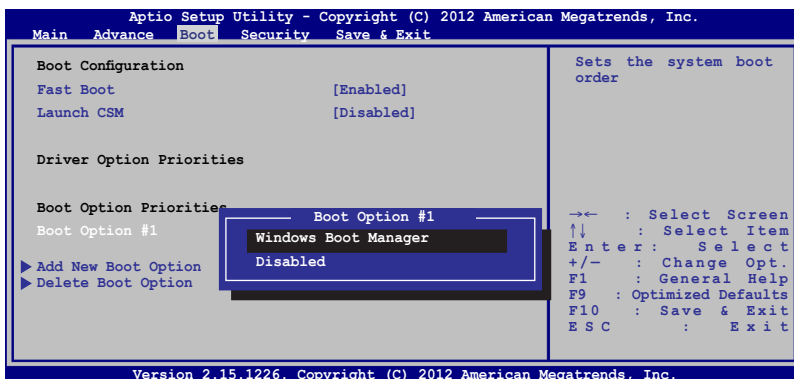 Aptio Setup Utility - Copyright (C) 2012 American Megatrends, Inc.
Main Advance Boot Security Save & Exit
Boot Configuration
Fast Boot [Enabled]
Launch CSM [Disabled]
Driver Option Priorities
Boot Option Priorities
Boot Option #1
Add New Boot Option
Delete Boot Option
Boot Option #1
Windows Boot Manager
Disabled
Sets the system boot
order
→← : Select Screen
↑↓ : Select Item
Enter: Select
+/— : Change Opt.
F1 : General Help
F9 : Optimized Defaults
F10 : Save & Exit
ESC : Exit
Version 2.15.1226. Copyright (C) 2012 American Megatrends, Inc.